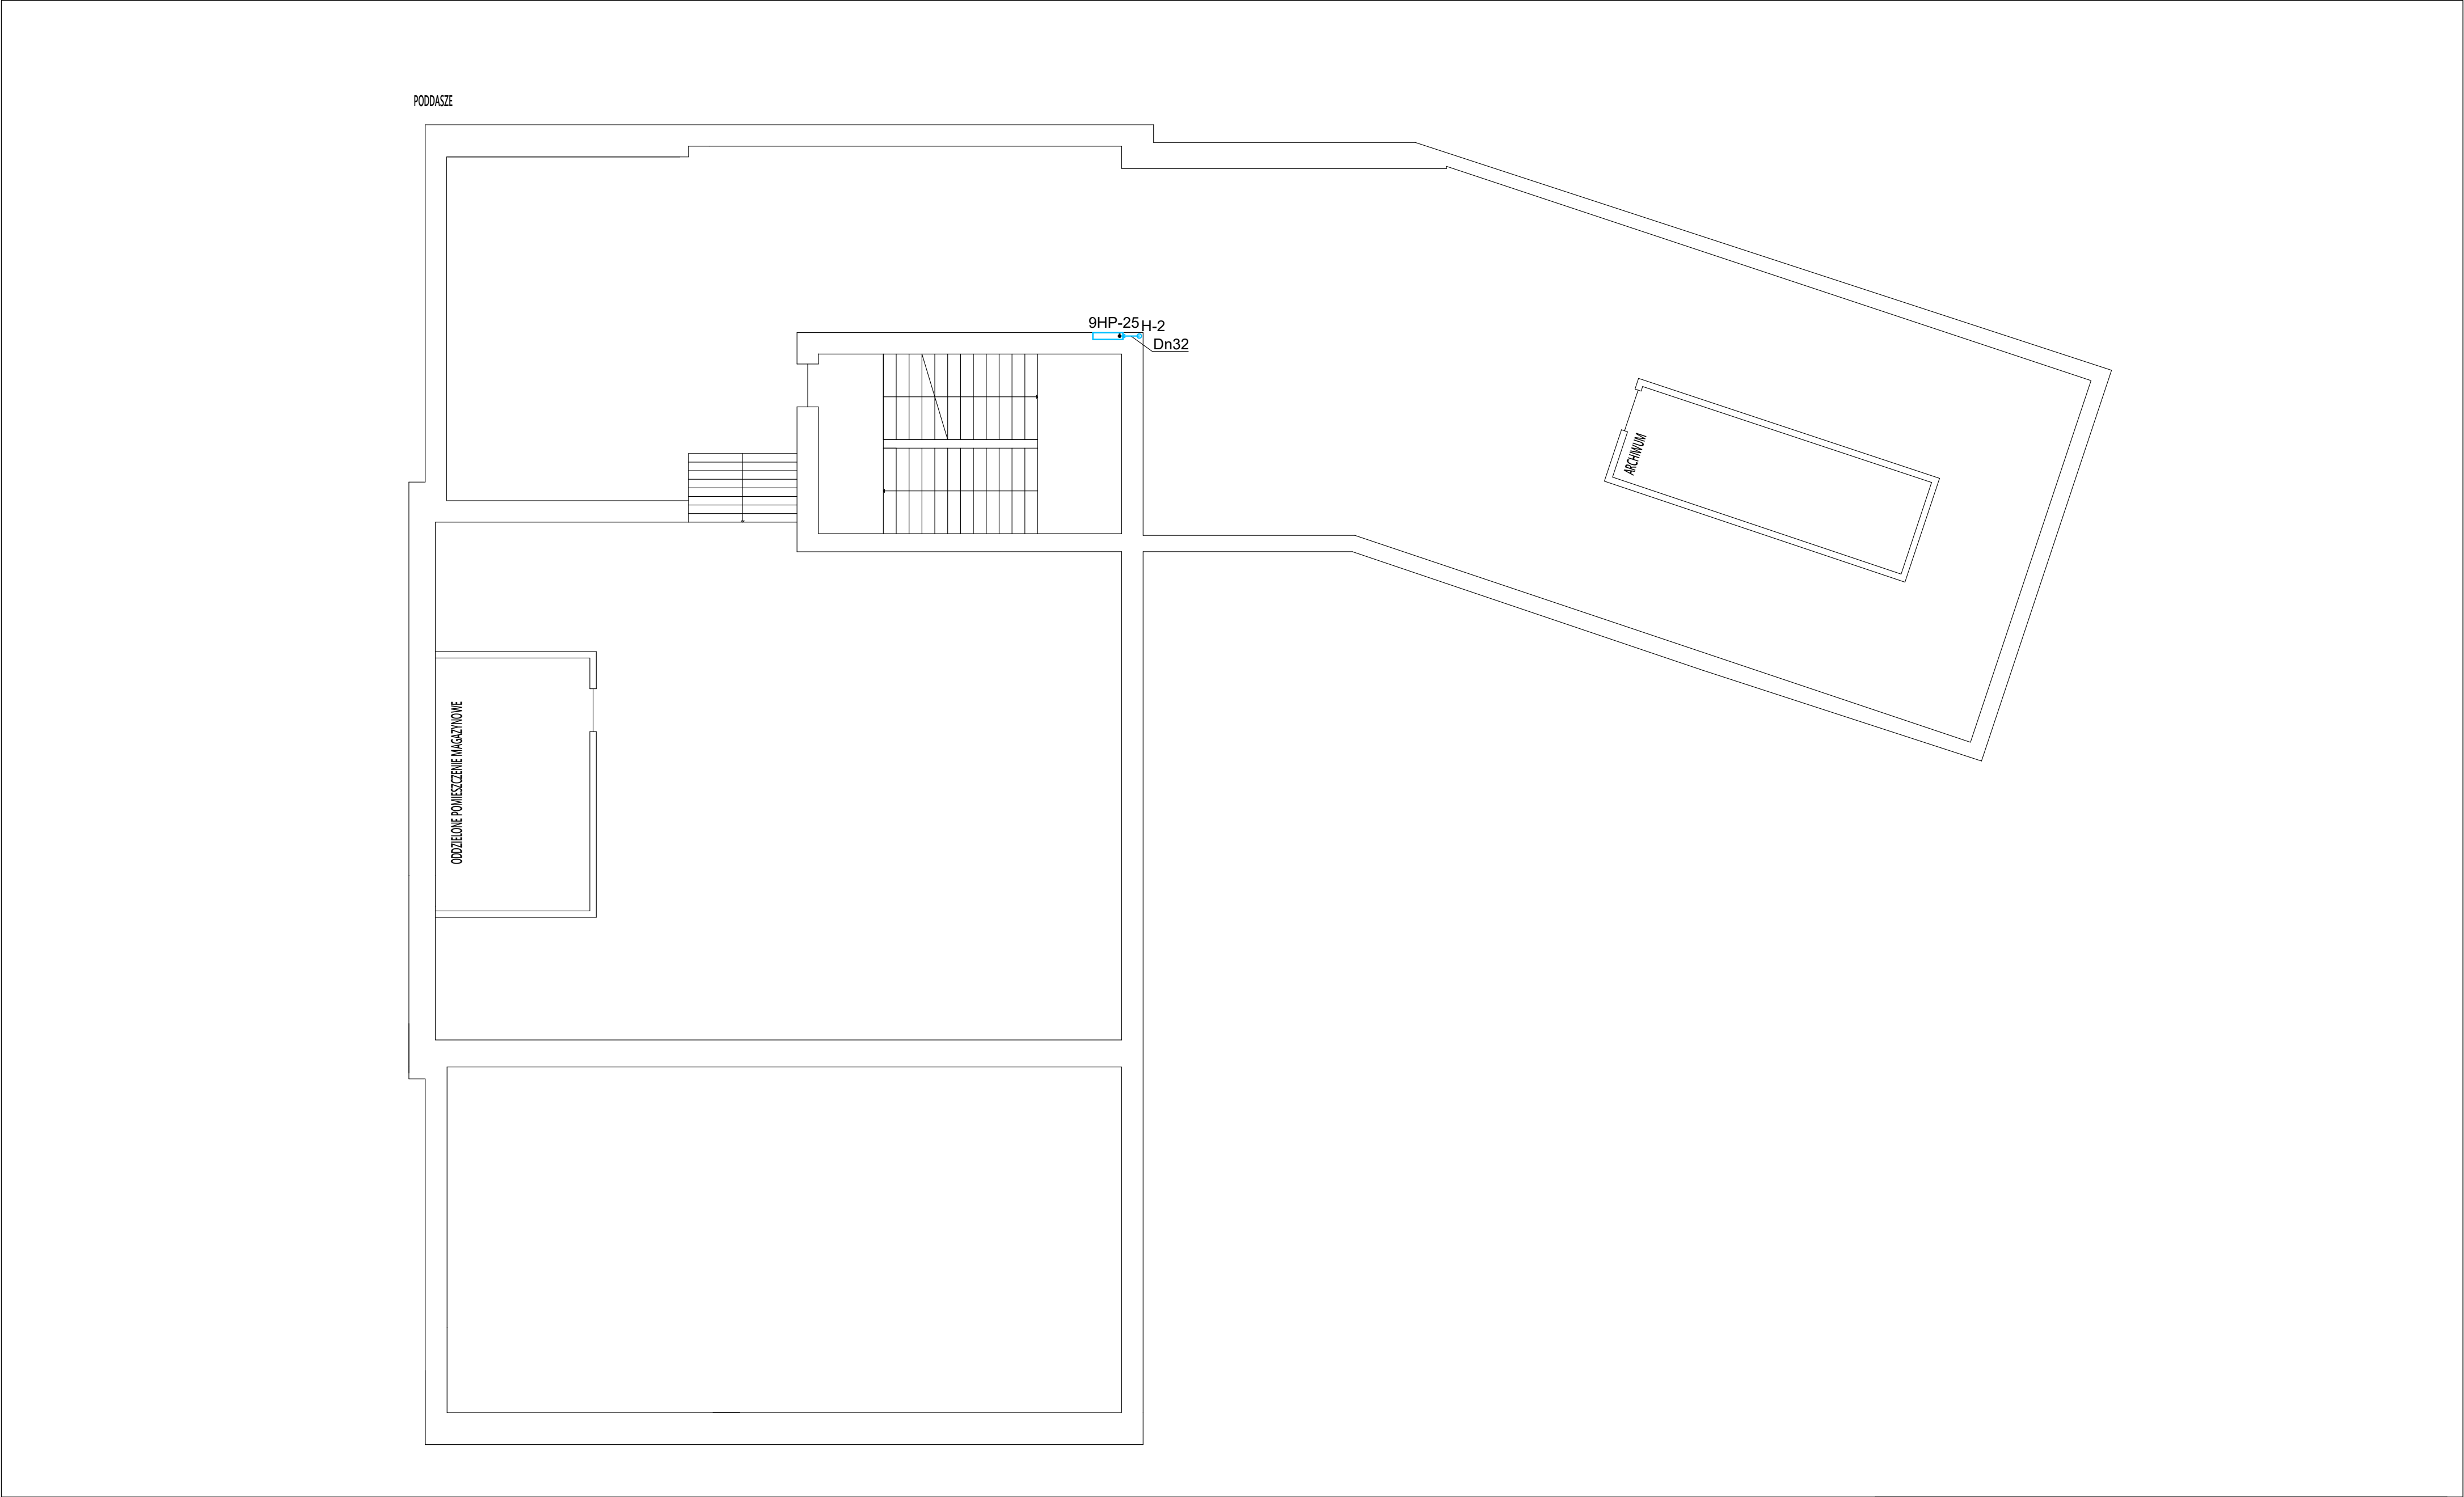 PODDASZE
9HP-25
H-2
Dn32
ARCHIWUM
ODDZIELONE POMIESZCZENIE MAGAZYNOWE